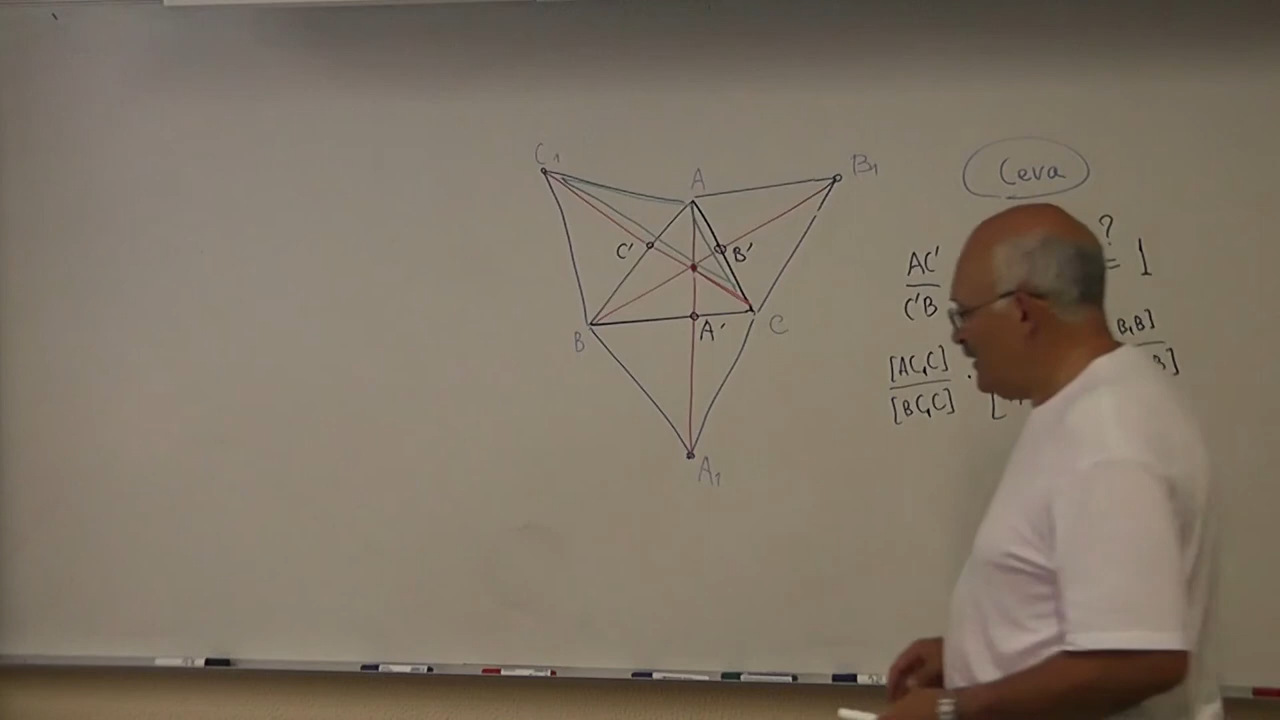 C₁
A
B₁
C'
B'
B
A'
C
A₁
Ceva
AC'
C'B
?
= 1
[AC₁C]
[BC₁C]
·
[
B₁B]
B]